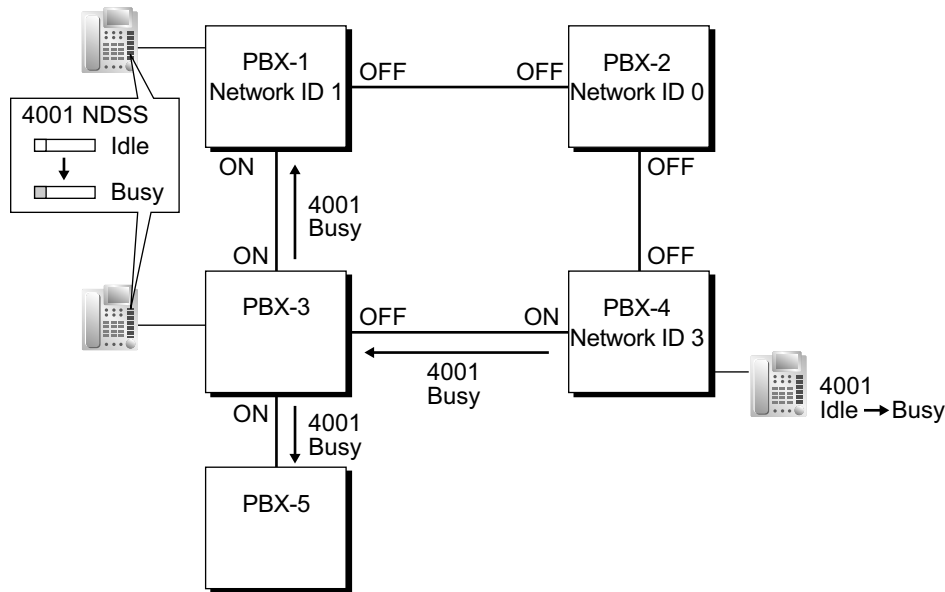 PBX-1
Network ID 1
OFF
OFF
PBX-2
Network ID 0
4001 NDSS
Idle
Busy
ON
4001
Busy
OFF
ON
OFF
PBX-3
OFF
ON
PBX-4
Network ID 3
4001
Busy
4001
Idle → Busy
ON
4001
Busy
PBX-5